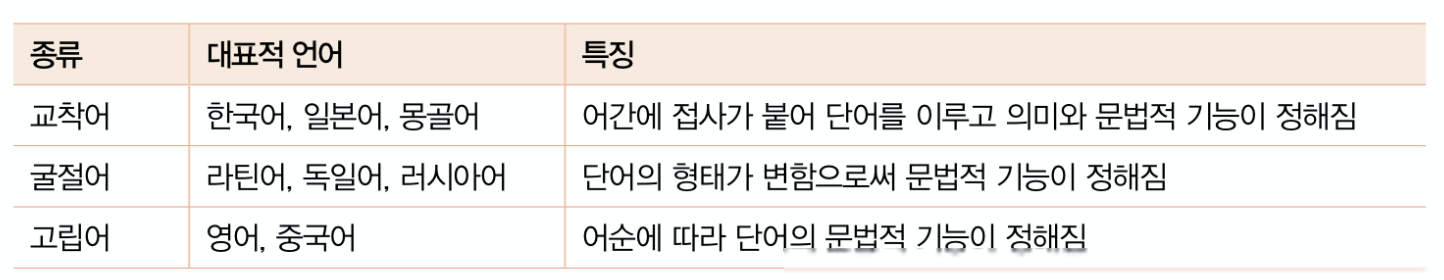 종류 대표적 언어 특징
교착어 한국어, 일본어, 몽골어 어간에 접사가 붙어 단어를 이루고 의미와 문법적 기능이 정해짐
굴절어 라틴어, 독일어, 러시아어 단어의 형태가 변함으로써 문법적 기능이 정해짐
고립어 영어, 중국어 어순에 따라 단어의 문법적 기능이 정해짐